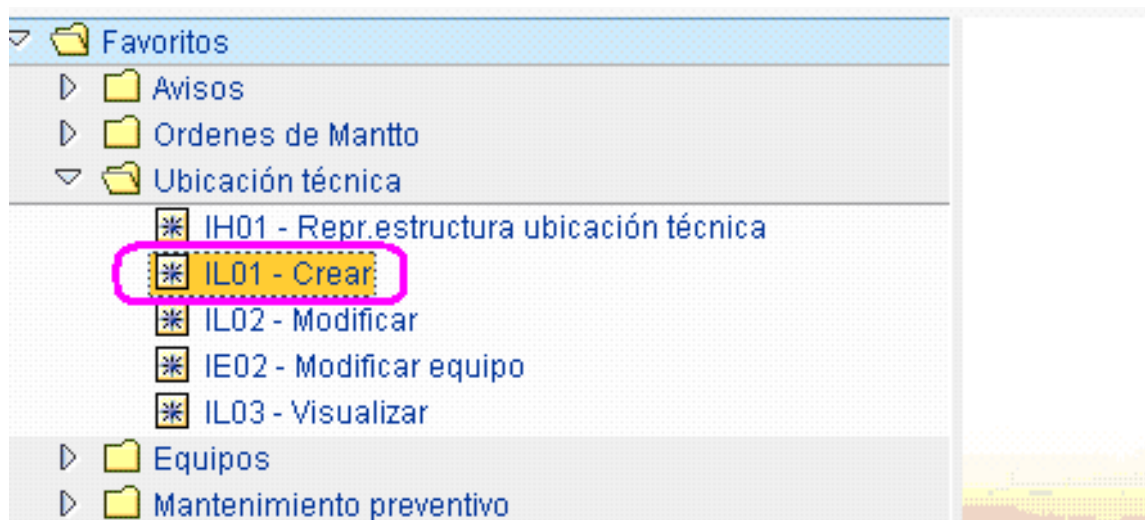 Favoritos
Avisos
Ordenes de Mantto
Ubicación técnica
IH01 - Repr.estructura ubicación técnica
IL01 - Crear
IL02 - Modificar
IE02 - Modificar equipo
IL03 - Visualizar
Equipos
Mantenimiento preventivo